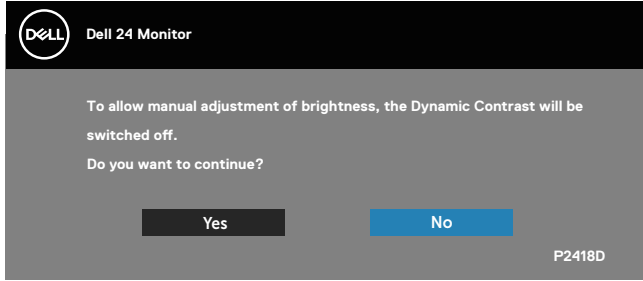 DELL
Dell 24 Monitor
To allow manual adjustment of brightness, the Dynamic Contrast will be
switched off.
Do you want to continue?
Yes
No
P2418D